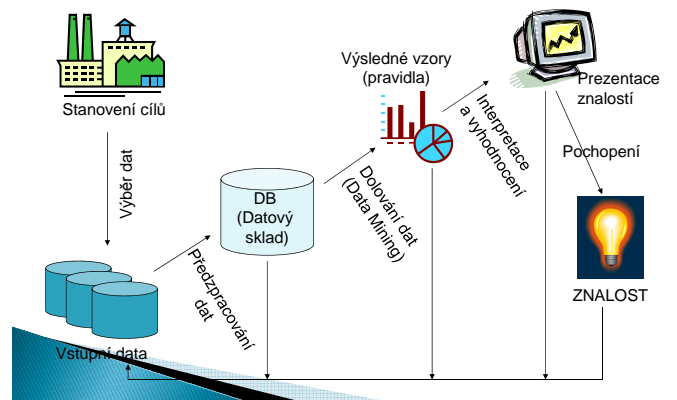 Stanovení cílů
Výběr dat
Vstupní data
Předzpracování
dat
DB
(Datový
sklad)
Dolování dat
(Data Mining)
Výsledné vzory
(pravidla)
Interpretace
a vyhodnocení
Prezentace
znalostí
Pochopení
ZNALOST